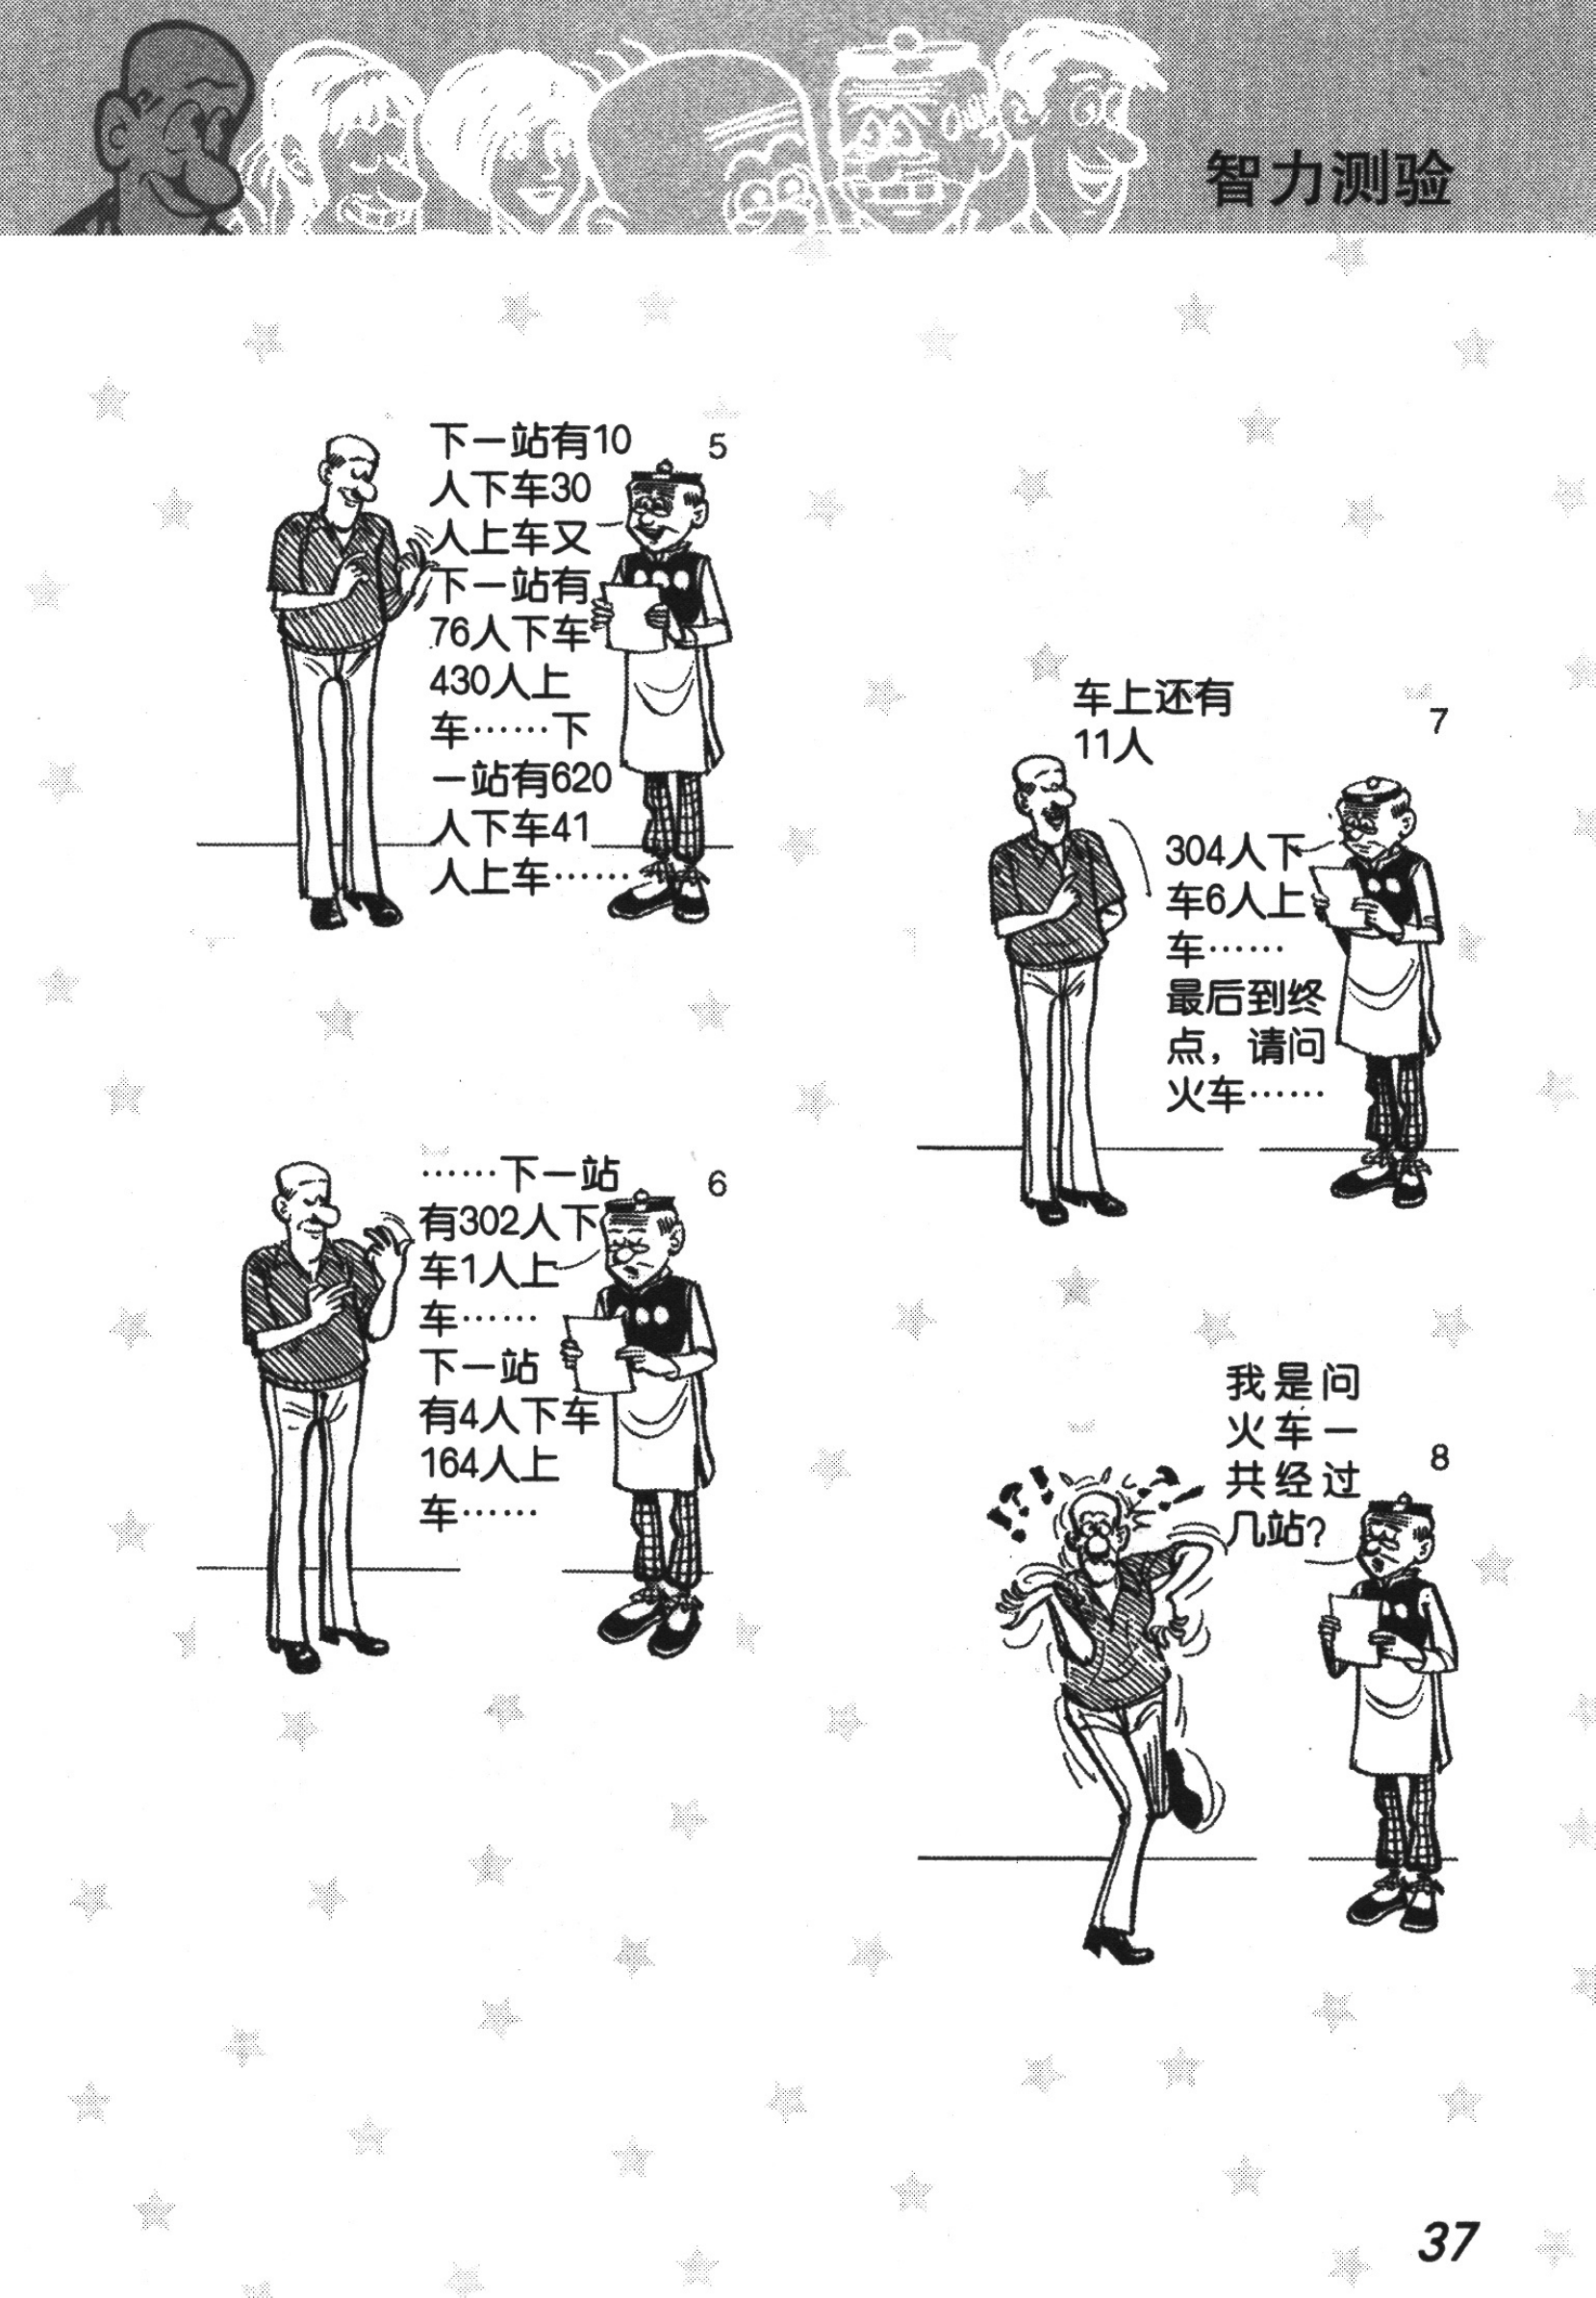 智力测验
5
下一站有10
人下车30
人上车又
下一站有
76人下车
430人上
车……下
一站有620
人下车41
人上车……
6
……下一站
有302人下
车1人上
车……
下一站
有4人下车
164人上
车……
7
车上还有
11人
304人下
车6人上
车……
最后到终
点，请问
火车……
8
我是问
火车一
共经过
几站?
37